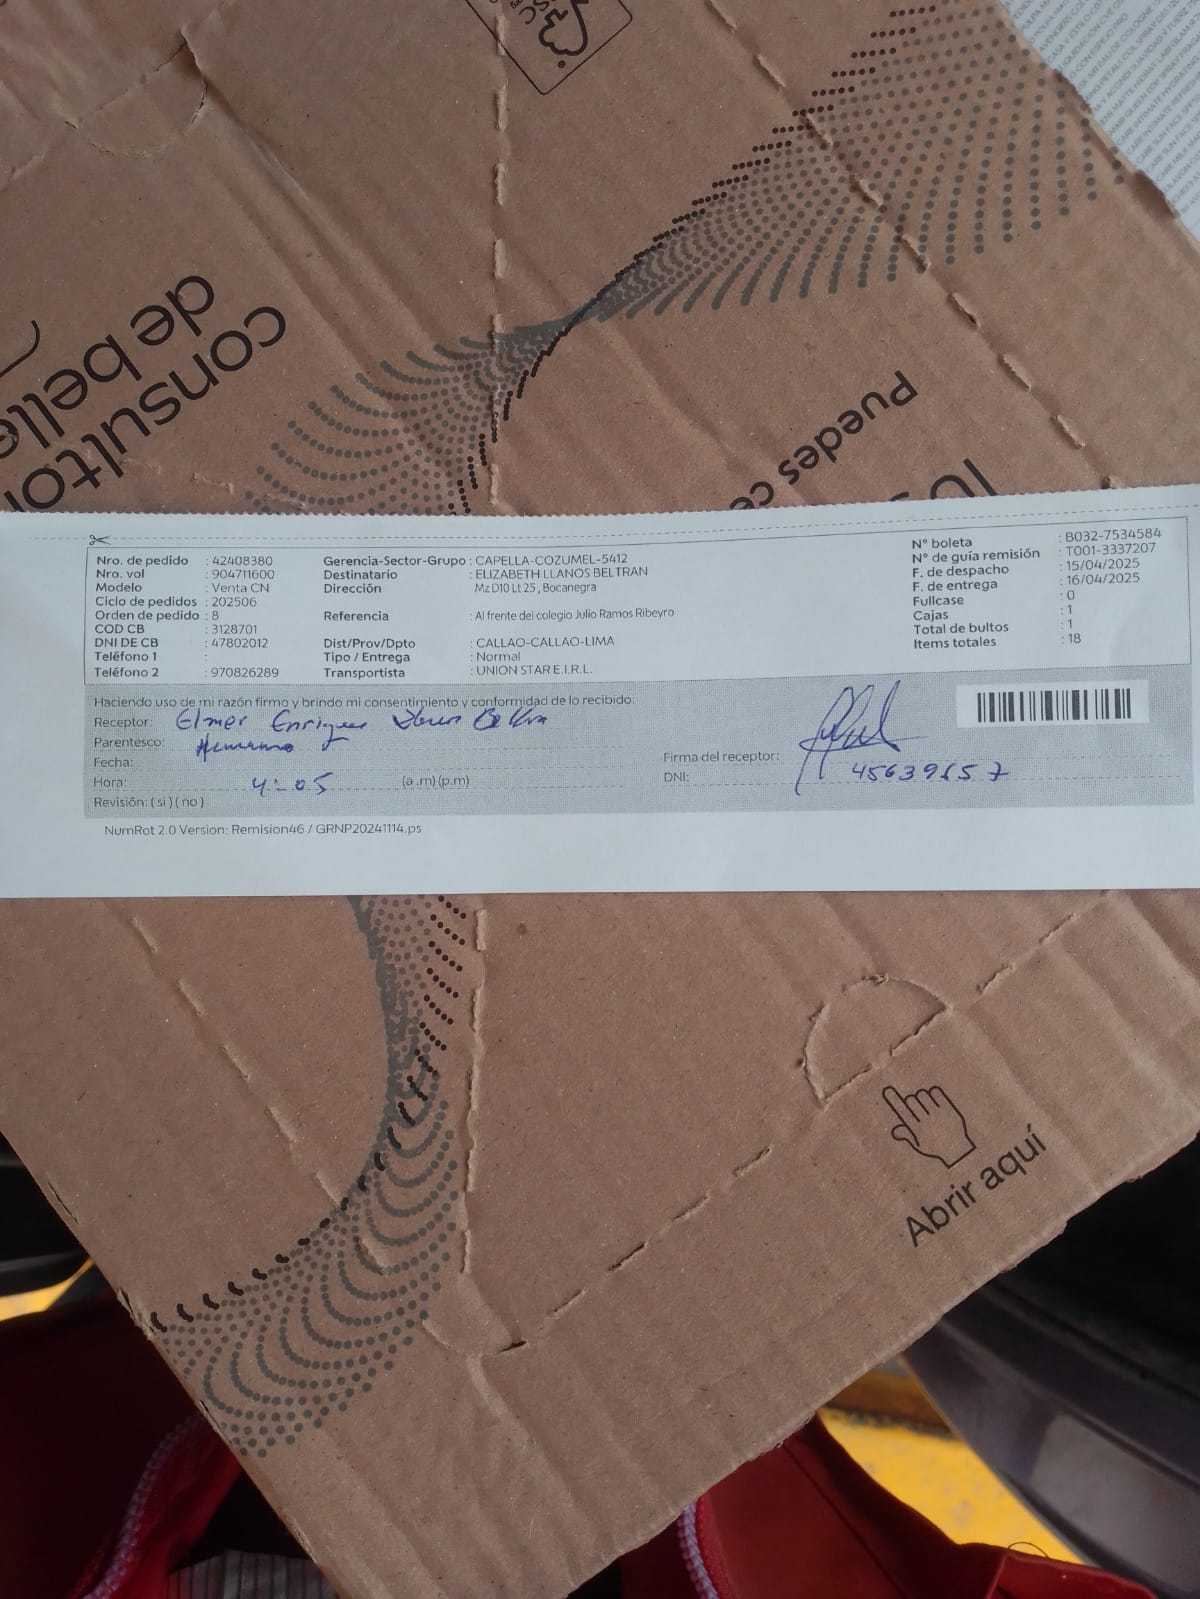 SC
consultor
de bella
Puedes ce
Nro. de pedido : 42408380
Nro. val : 904711600
Modelo : Venta CN
Ciclo de pedidos : 202506
Orden de pedido : 8
COD CB : 3128701
DNI DE CB : 47802012
Teléfono 1 :
Teléfono 2 : 970826289
Gerencia-Sector-Grupo : CAPELLA-COZUMEL-5412
Destinatario : ELIZABETH LLANOS BELTRAN
Dirección Mz D10 Lt 25 , Bocanegra
Referencia : Al frente del colegio Julio Ramos Ribeyro
Dist/Prov/Dpto : CALLAO-CALLAO-LIMA
Tipo / Entrega : Normal
Transportista : UNION STAR E.I.R.L.
N° boleta : B032-7534584
N° de guía remisión : T001-3337207
F. de despacho : 15/04/2025
F. de entrega : 16/04/2025
Fullcase : 0
Cajas : 1
Total de bultos : 1
Items totales : 18
Haciendo uso de mi razón firmo y brindo mi consentimiento y conformidad de lo recibido:
Receptor: Elmer Enrique
Parentesco: Hermano
Fecha:
Hora: 4:05 (a .m) (p.m)
Revisión: ( si ) ( no )
Firma del receptor:
DNI:
NumRot 2.0 Version: Remision46 / GRNP20241114.ps
Abrir aquí